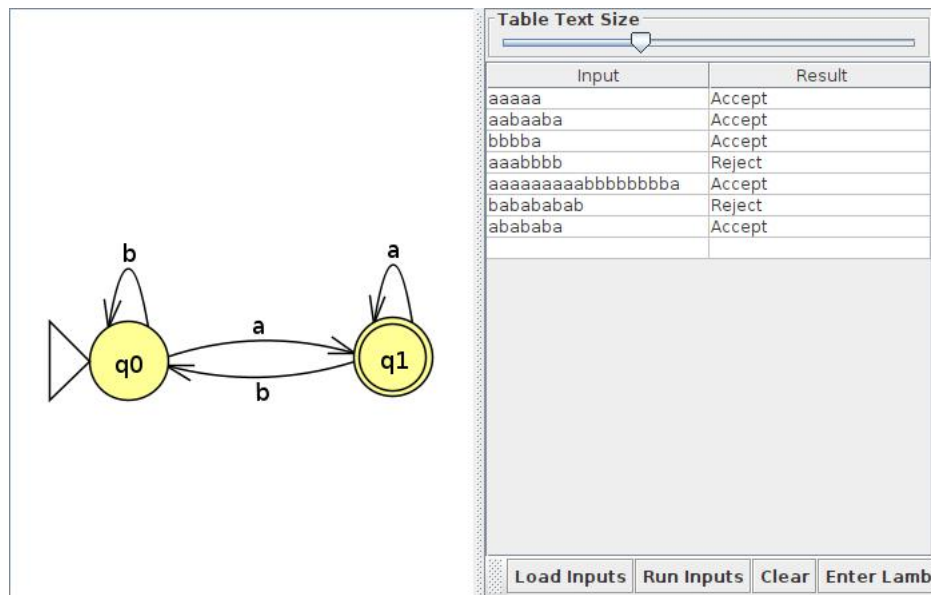 Table Text Size
Input Result
aaaaa Accept
aabaaba Accept
bbbba Accept
aaabbbb Reject
aaaaaaaaabbbbbbbba Accept
babababab Reject
abababa Accept
b a
a
q0 q1
b
Load Inputs Run Inputs Clear Enter Lamb